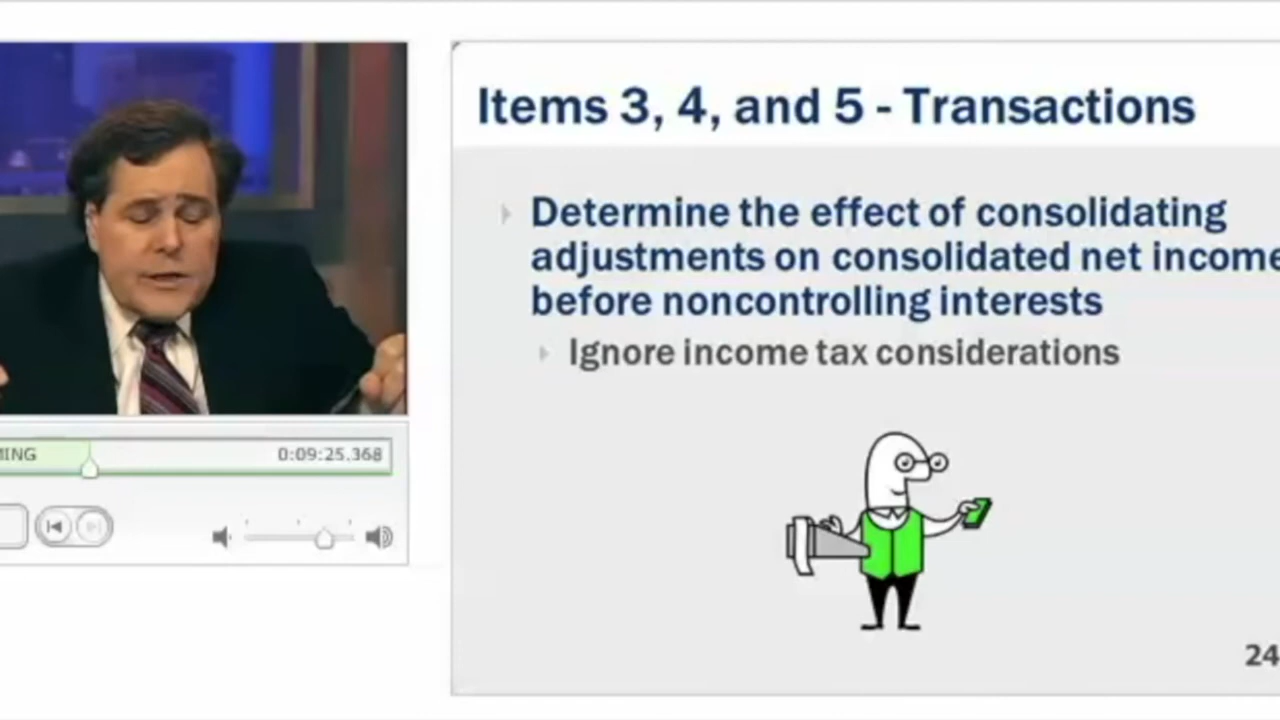 Items 3, 4, and 5 - Transactions
Determine the effect of consolidating
adjustments on consolidated net income
before noncontrolling interests
Ignore income tax considerations
MING
0:09:25.368
24